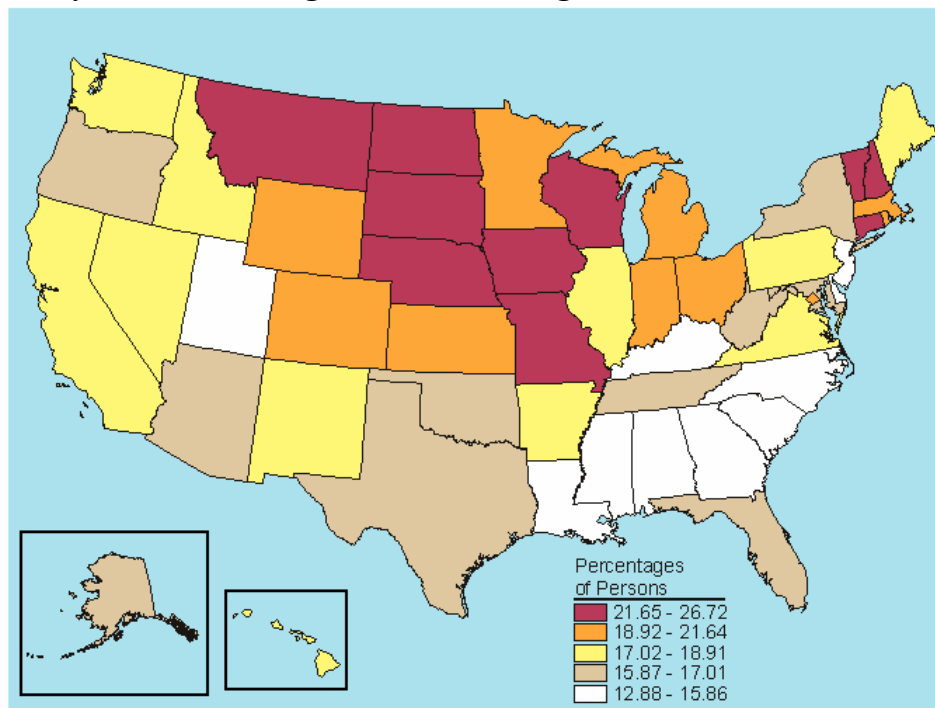 Percentages
of Persons
21.65 - 26.72
18.92 - 21.64
17.02 - 18.91
15.87 - 17.01
12.88 - 15.86